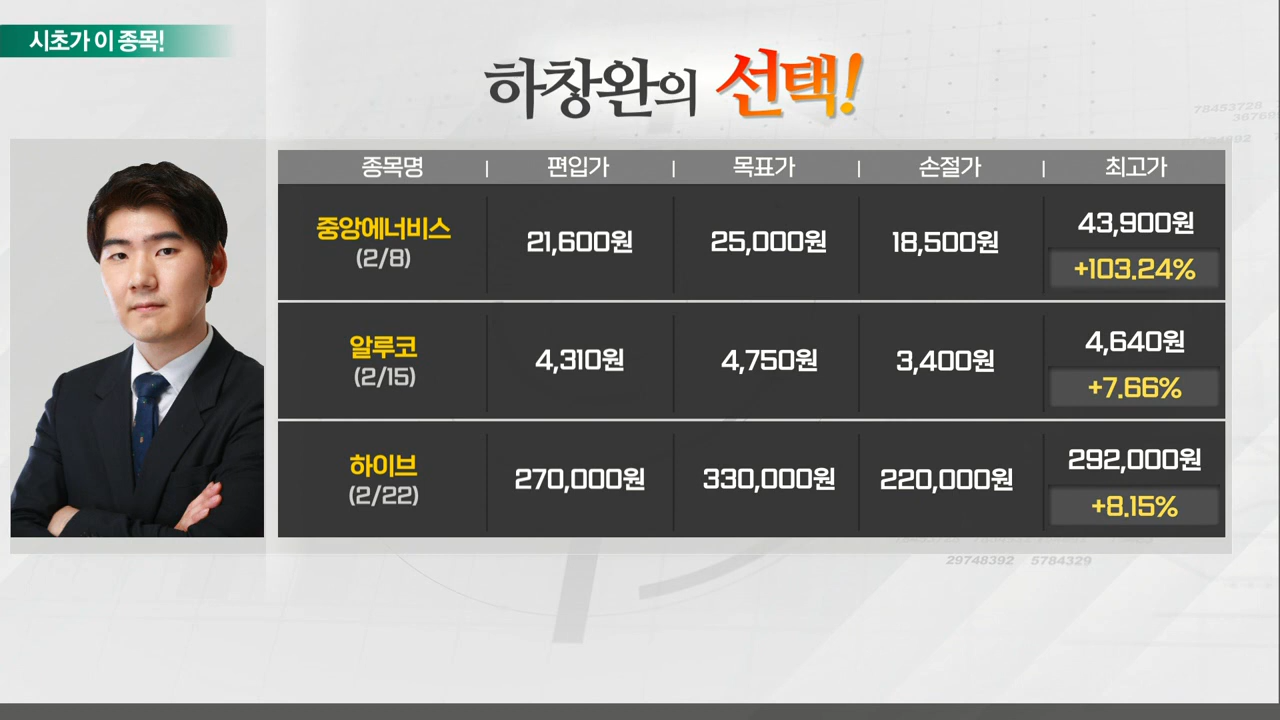 시초가 이 종목!
하창완의 선택!
종목명 | 편입가 | 목표가 | 손절가 | 최고가
중앙에너비스
(2/8)
21,600원
25,000원
18,500원
43,900원
+103.24%
알루코
(2/15)
4,310원
4,750원
3,400원
4,640원
+7.66%
하이브
(2/22)
270,000원
330,000원
220,000원
292,000원
+8.15%
78453728
29748392 5784329